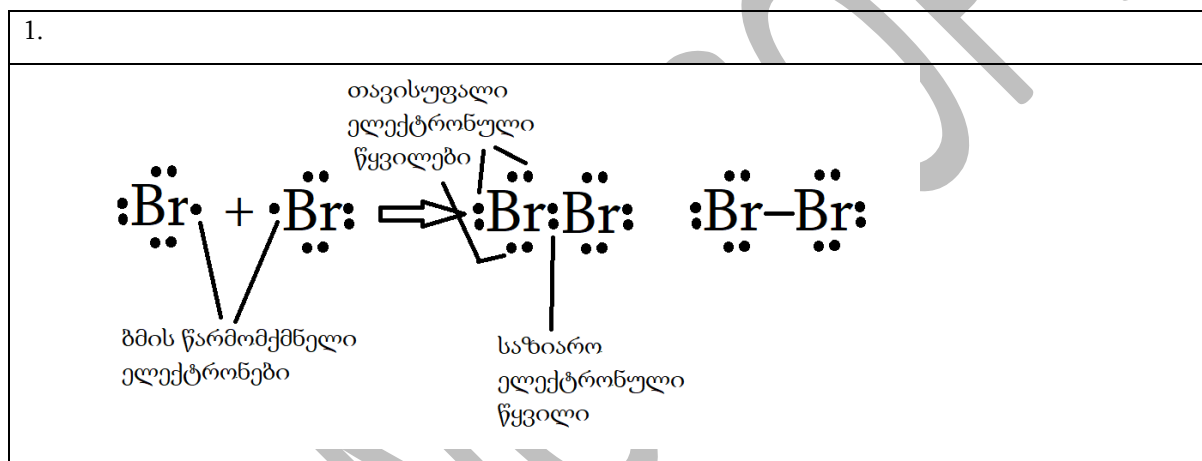 1.
თავისუფალი
ელექტრონული
წყვილები
Br + Br Br Br Br–Br
ბმის წარმომქმნელი
ელექტრონები
საზიარო
ელექტრონული
წყვილი